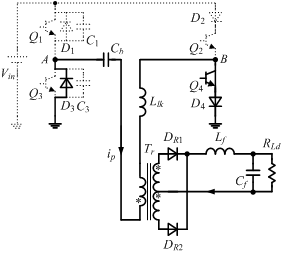 D2
Q1
D1
C1
Q2
A
Cb
B
Vin
Q3
D3
C3
Q4
D4
Llk
ip
Tr
DR1
Lf
RLd
*
*
*
Cf
DR2